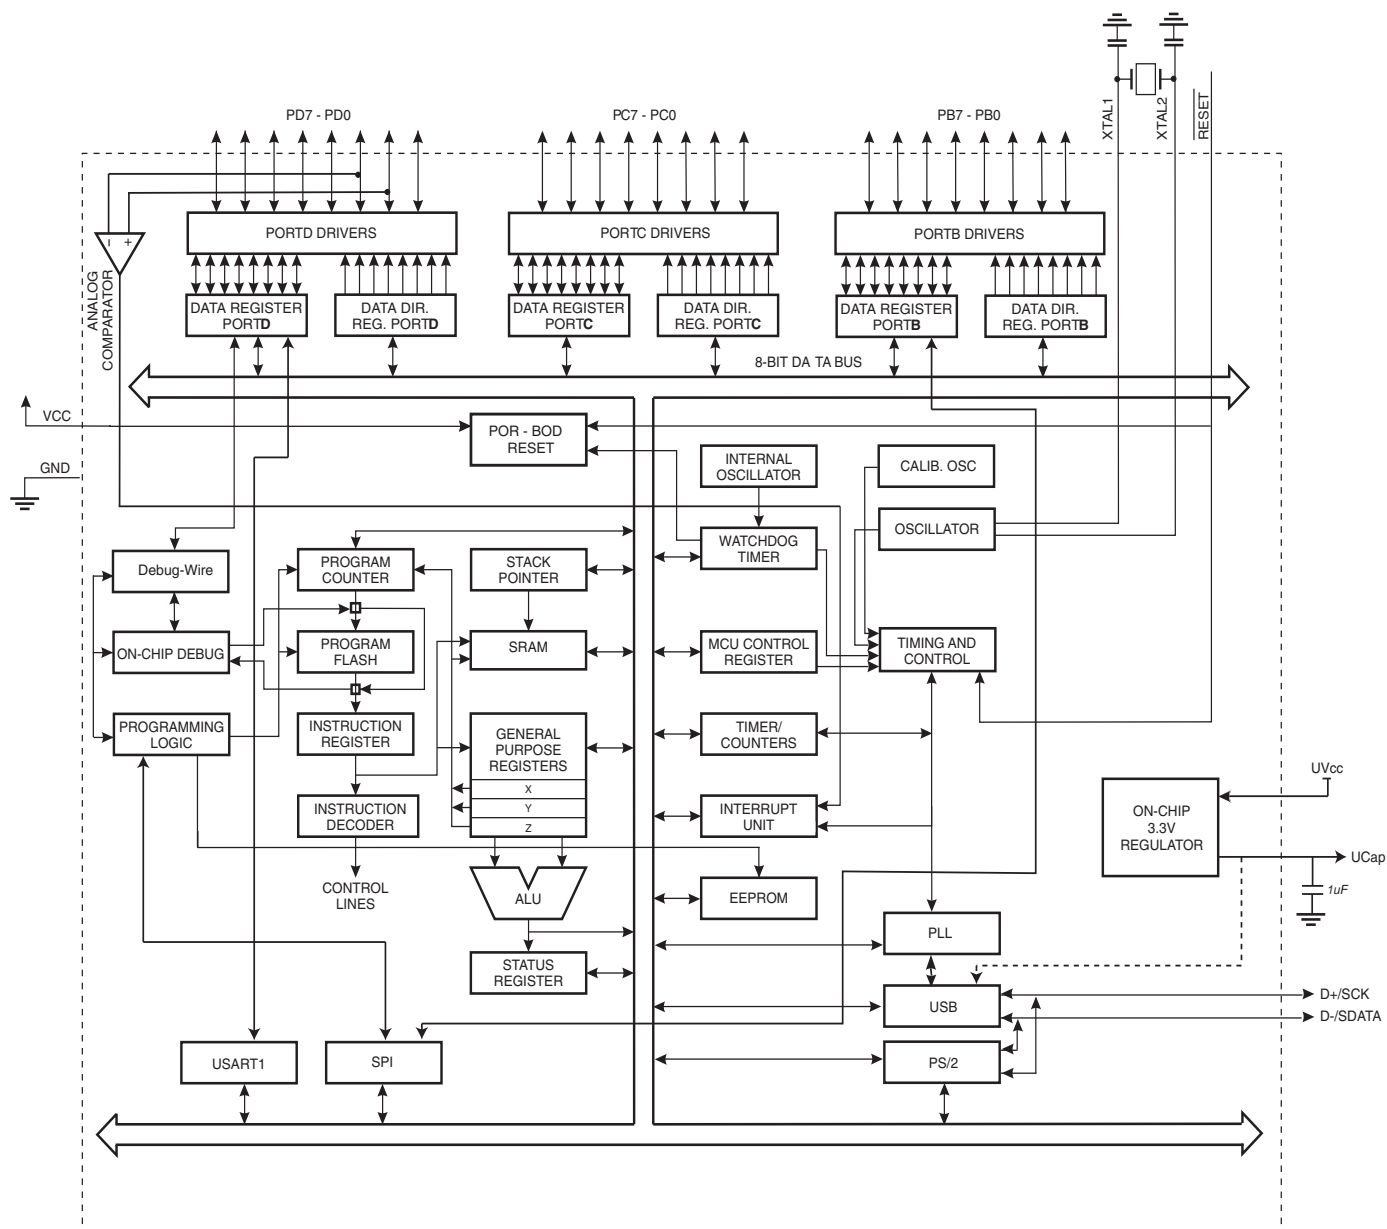 XTAL1
XTAL2
RESET
PD7 - PD0
PC7 - PC0
PB7 - PB0
- +
ANALOG
COMPARATOR
PORTD DRIVERS
PORTC DRIVERS
PORTB DRIVERS
DATA REGISTER
PORTD
DATA DIR.
REG. PORTD
DATA REGISTER
PORTC
DATA DIR.
REG. PORTC
DATA REGISTER
PORTB
DATA DIR.
REG. PORTB
8-BIT DA TA BUS
VCC
GND
POR - BOD
RESET
INTERNAL
OSCILLATOR
CALIB. OSC
WATCHDOG
TIMER
OSCILLATOR
Debug-Wire
PROGRAM
COUNTER
STACK
POINTER
ON-CHIP DEBUG
PROGRAM
FLASH
SRAM
MCU CONTROL
REGISTER
TIMING AND
CONTROL
PROGRAMMING
LOGIC
INSTRUCTION
REGISTER
GENERAL
PURPOSE
REGISTERS
X
Y
Z
TIMER/
COUNTERS
INSTRUCTION
DECODER
INTERRUPT
UNIT
UVcc
ON-CHIP
3.3V
REGULATOR
UCap
1uF
CONTROL
LINES
ALU
EEPROM
STATUS
REGISTER
PLL
USB
D+/SCK
D-/SDATA
USART1
SPI
PS/2